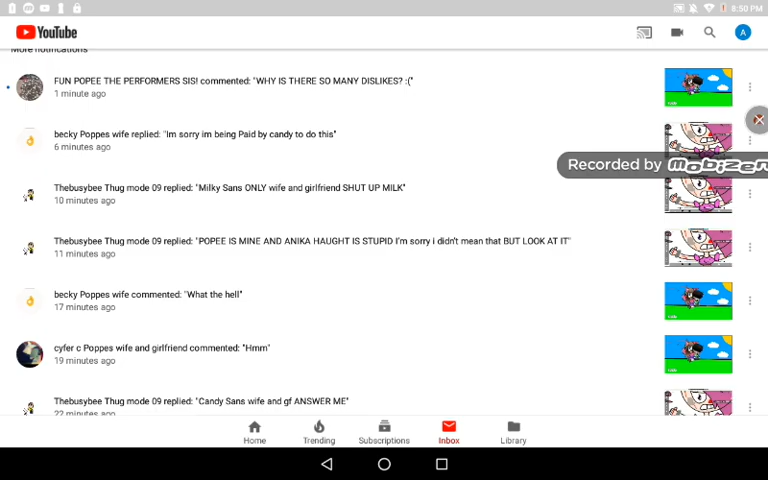 8:50 PM
YouTube
A
More notifications
FUN POPEE THE PERFORMERS SIS! commented: "WHY IS THERE SO MANY DISLIKES? :("
1 minute ago
becky Poppes wife replied: "Im sorry im being Paid by candy to do this"
6 minutes ago
Recorded by MOBIZEN
Thebusybee Thug mode 09 replied: "Milky Sans ONLY wife and girlfriend SHUT UP MILK"
10 minutes ago
Thebusybee Thug mode 09 replied: "POPEE IS MINE AND ANIKA HAUGHT IS STUPID I'm sorry i didn't mean that BUT LOOK AT IT"
11 minutes ago
becky Poppes wife commented: "What the hell"
17 minutes ago
cyfer c Poppes wife and girlfriend commented: "Hmm"
19 minutes ago
Thebusybee Thug mode 09 replied: "Candy Sans wife and gf ANSWER ME"
22 minutes ago
Home Trending Subscriptions Inbox Library